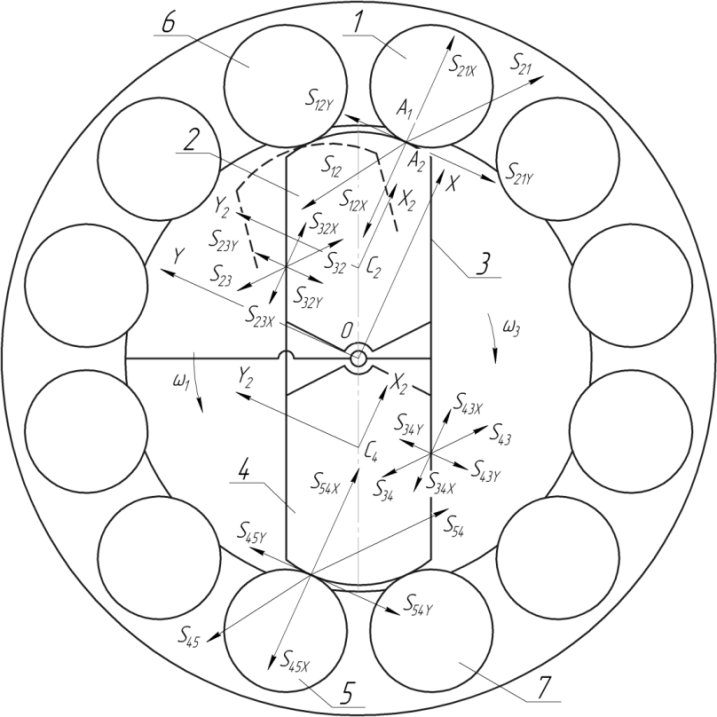 6
1
S21X
S21
S12Y
A1
A2
2
S12
S21Y
S12X
X2
X
Y2
S32X
Y
S23Y
S32
C2
3
S23
S32Y
S23X
O
ω3
ω1
Y2
X2
S43X
S34Y
S43
C4
S43Y
S34
S34X
4
S54X
S54
S45Y
S54Y
S45
S45X
5
7